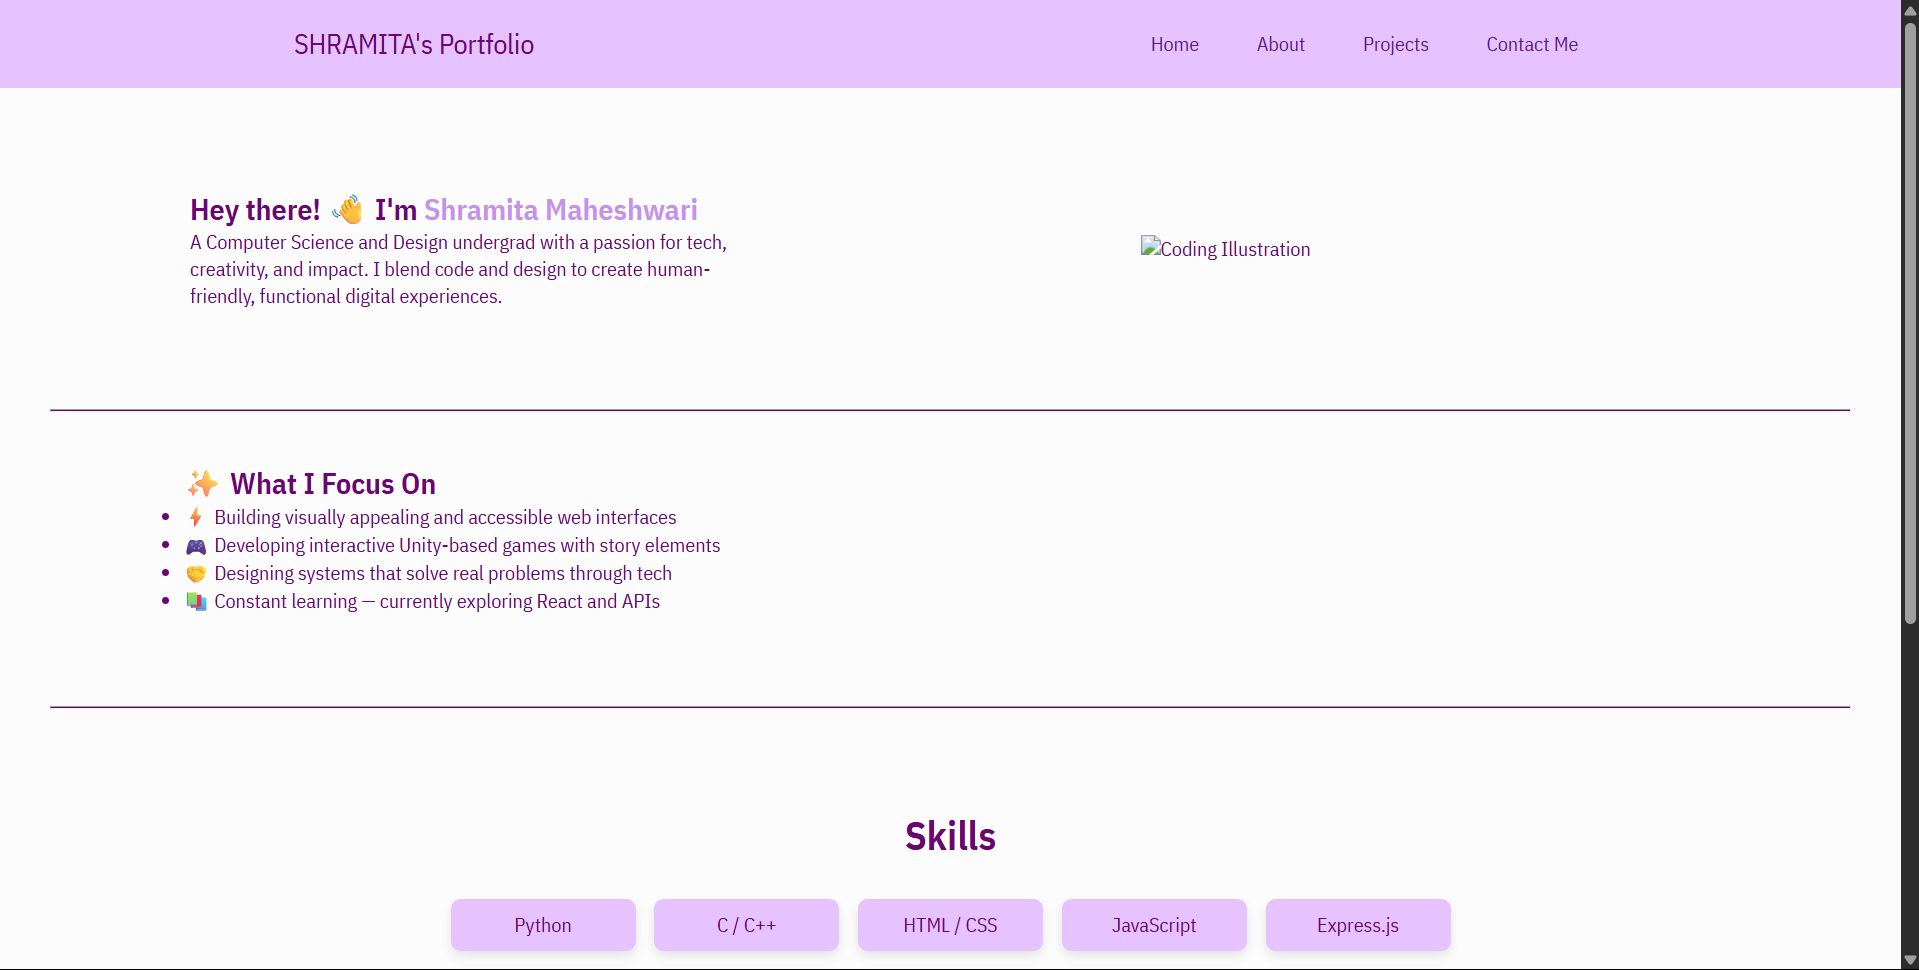 SHRAMITA's Portfolio
Home About Projects Contact Me
Hey there! 👋 I'm Shramita Maheshwari
A Computer Science and Design undergrad with a passion for tech,
creativity, and impact. I blend code and design to create human-
friendly, functional digital experiences.
Coding Illustration
✨ What I Focus On
• ⚡ Building visually appealing and accessible web interfaces
• 🎮 Developing interactive Unity-based games with story elements
• 🤝 Designing systems that solve real problems through tech
• 📚 Constant learning — currently exploring React and APIs
Skills
Python C / C++ HTML / CSS JavaScript Express.js